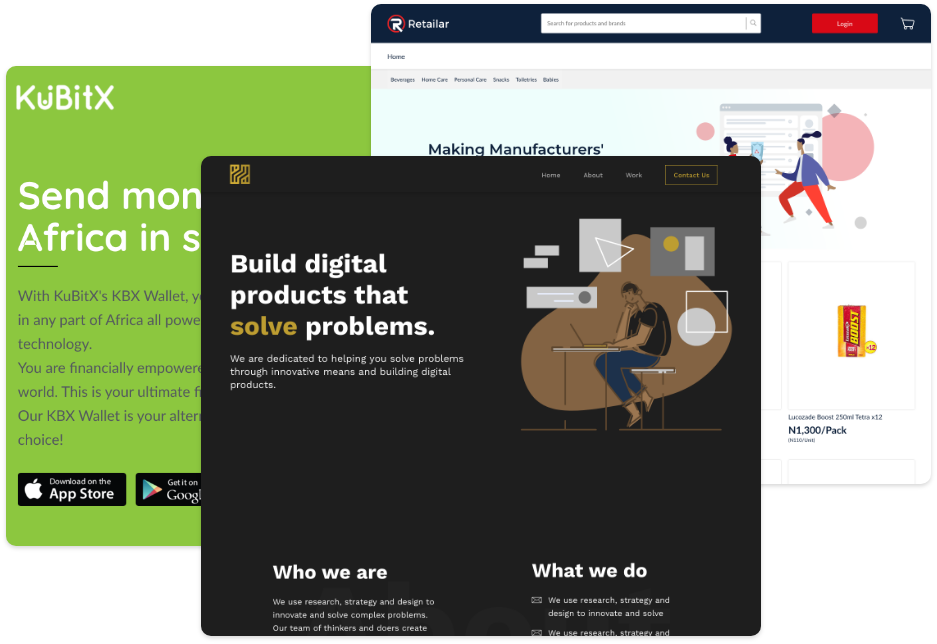 Retailar
Search for products and brands
Login
Home
Beverages Home Care Personal Care Snacks Toiletries Babies
Making Manufacturers'
KuBitX
Send mon
Africa in s
With KuBitX's KBX Wallet, y
in any part of Africa all powe
technology.
You are financially empowere
world. This is your ultimate fi
Our KBX Wallet is your altern
choice!
Download on the
App Store
Get it on
Googl
Home About Work Contact Us
Build digital
products that
solve problems.
We are dedicated to helping you solve problems
through innovative means and building digital
products.
Who we are
We use research, strategy and design to
innovate and solve complex problems.
Our team of thinkers and doers create
What we do
We use research, strategy and
design to innovate and solve
We use research, strategy and
BOOST
x12
Lucozade Boost 250ml Tetra x12
N1,300/Pack
(N110/Unit)